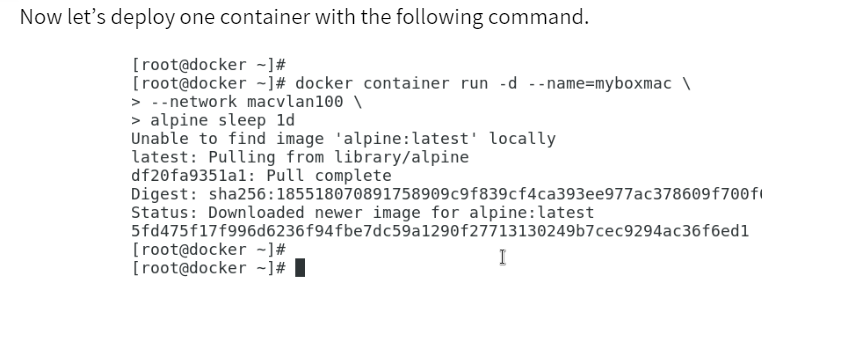 Now let’s deploy one container with the following command.
[root@docker ~]#
[root@docker ~]# docker container run -d --name=myboxmac \
> --network macvlan100 \
> alpine sleep 1d
Unable to find image 'alpine:latest' locally
latest: Pulling from library/alpine
df20fa9351a1: Pull complete
Digest: sha256:185518070891758909c9f839cf4ca393ee977ac378609f700f
Status: Downloaded newer image for alpine:latest
5fd475f17f996d6236f94fbe7dc59a1290f27713130249b7cec9294ac36f6ed1
[root@docker ~]#
[root@docker ~]#